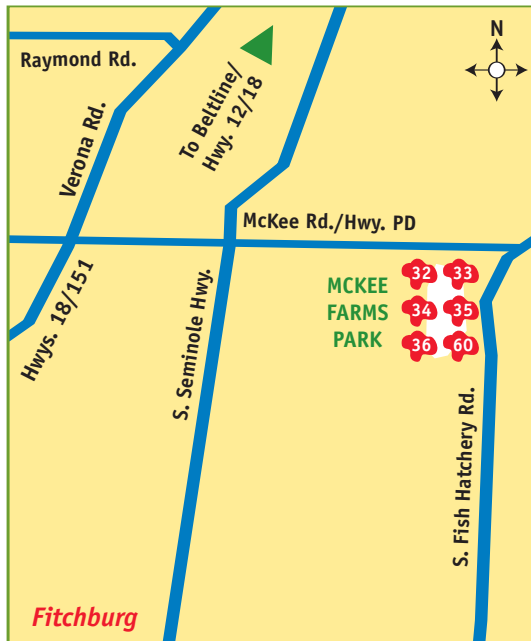 N
Raymond Rd.
To Beltline/
Hwy. 12/18
Verona Rd.
McKee Rd./Hwy. PD
Hwys. 18/151
S. Seminole Hwy.
MCKEE
FARMS
PARK
32 33
34 35
36 60
S. Fish Hatchery Rd.
Fitchburg